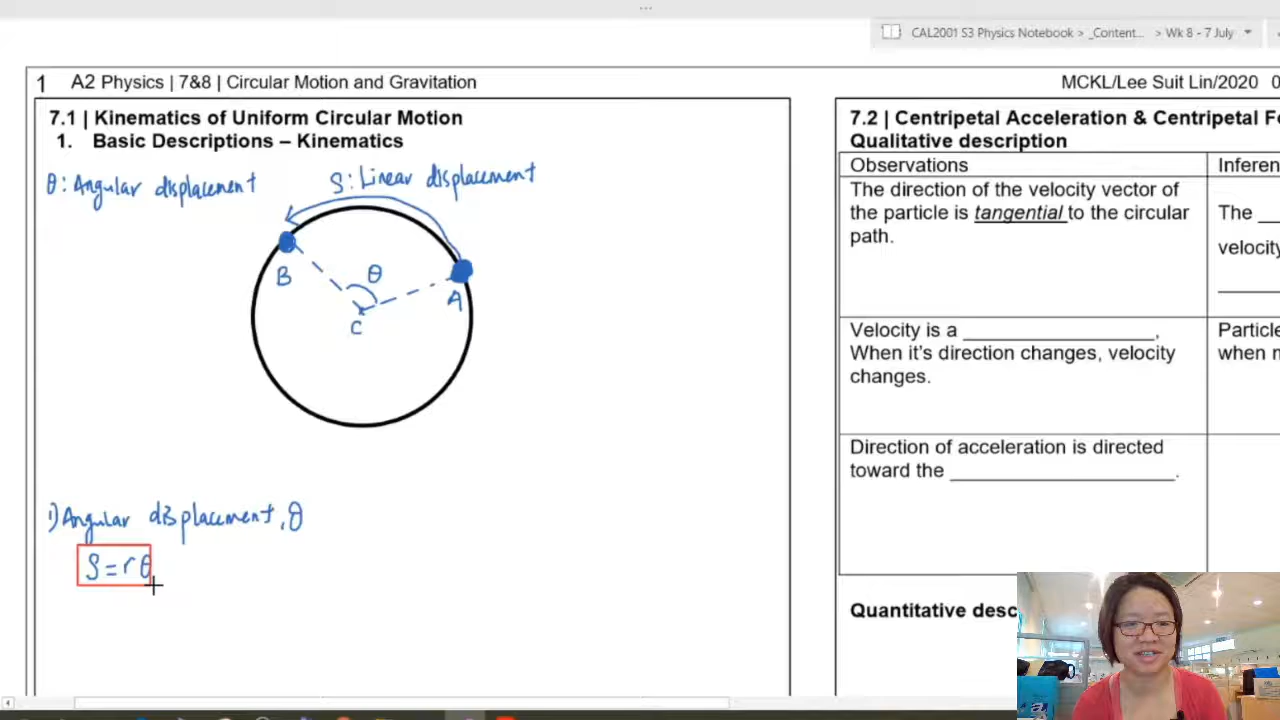 CAL2001 S3 Physics Notebook > _Content... > Wk 8 - 7 July
1 A2 Physics | 7&8 | Circular Motion and Gravitation
MCKL/Lee Suit Lin/2020 0
7.1 | Kinematics of Uniform Circular Motion
1. Basic Descriptions – Kinematics
θ: Angular displacement
S: Linear displacement
B
θ
A
C
1) Angular displacement, θ
S = rθ
7.2 | Centripetal Acceleration & Centripetal Fo
Qualitative description
Observations
Inferen
The direction of the velocity vector of
the particle is tangential to the circular
path.
The ___
velocity
Velocity is a __________________.
When it's direction changes, velocity
changes.
Particle
when m
Direction of acceleration is directed
toward the _____________________.
Quantitative desc